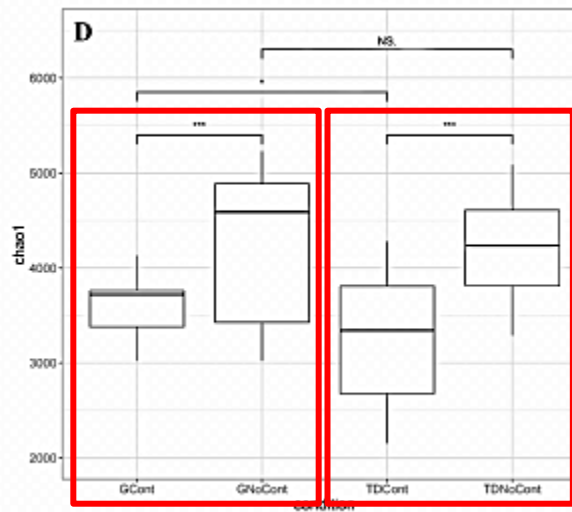 D
NS.
*
6000
***
***
5000
chao1
4000
3000
2000
GCont GNoCont TDCont TDNoCont
condition